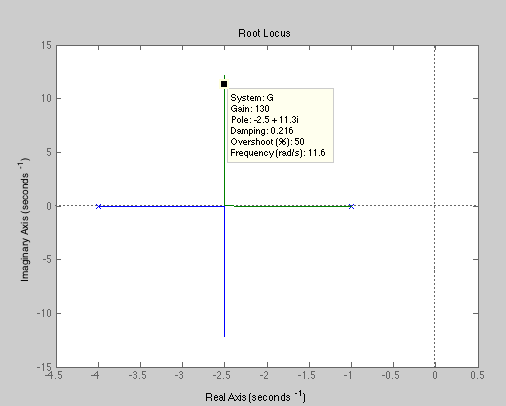 Root Locus
15
10
5
0
-5
-10
-15
Imaginary Axis (seconds -1)
System: G
Gain: 130
Pole: -2.5 + 11.3i
Damping: 0.216
Overshoot (%): 50
Frequency (rad/s): 11.6
-4.5 -4 -3.5 -3 -2.5 -2 -1.5 -1 -0.5 0 0.5
Real Axis (seconds -1)